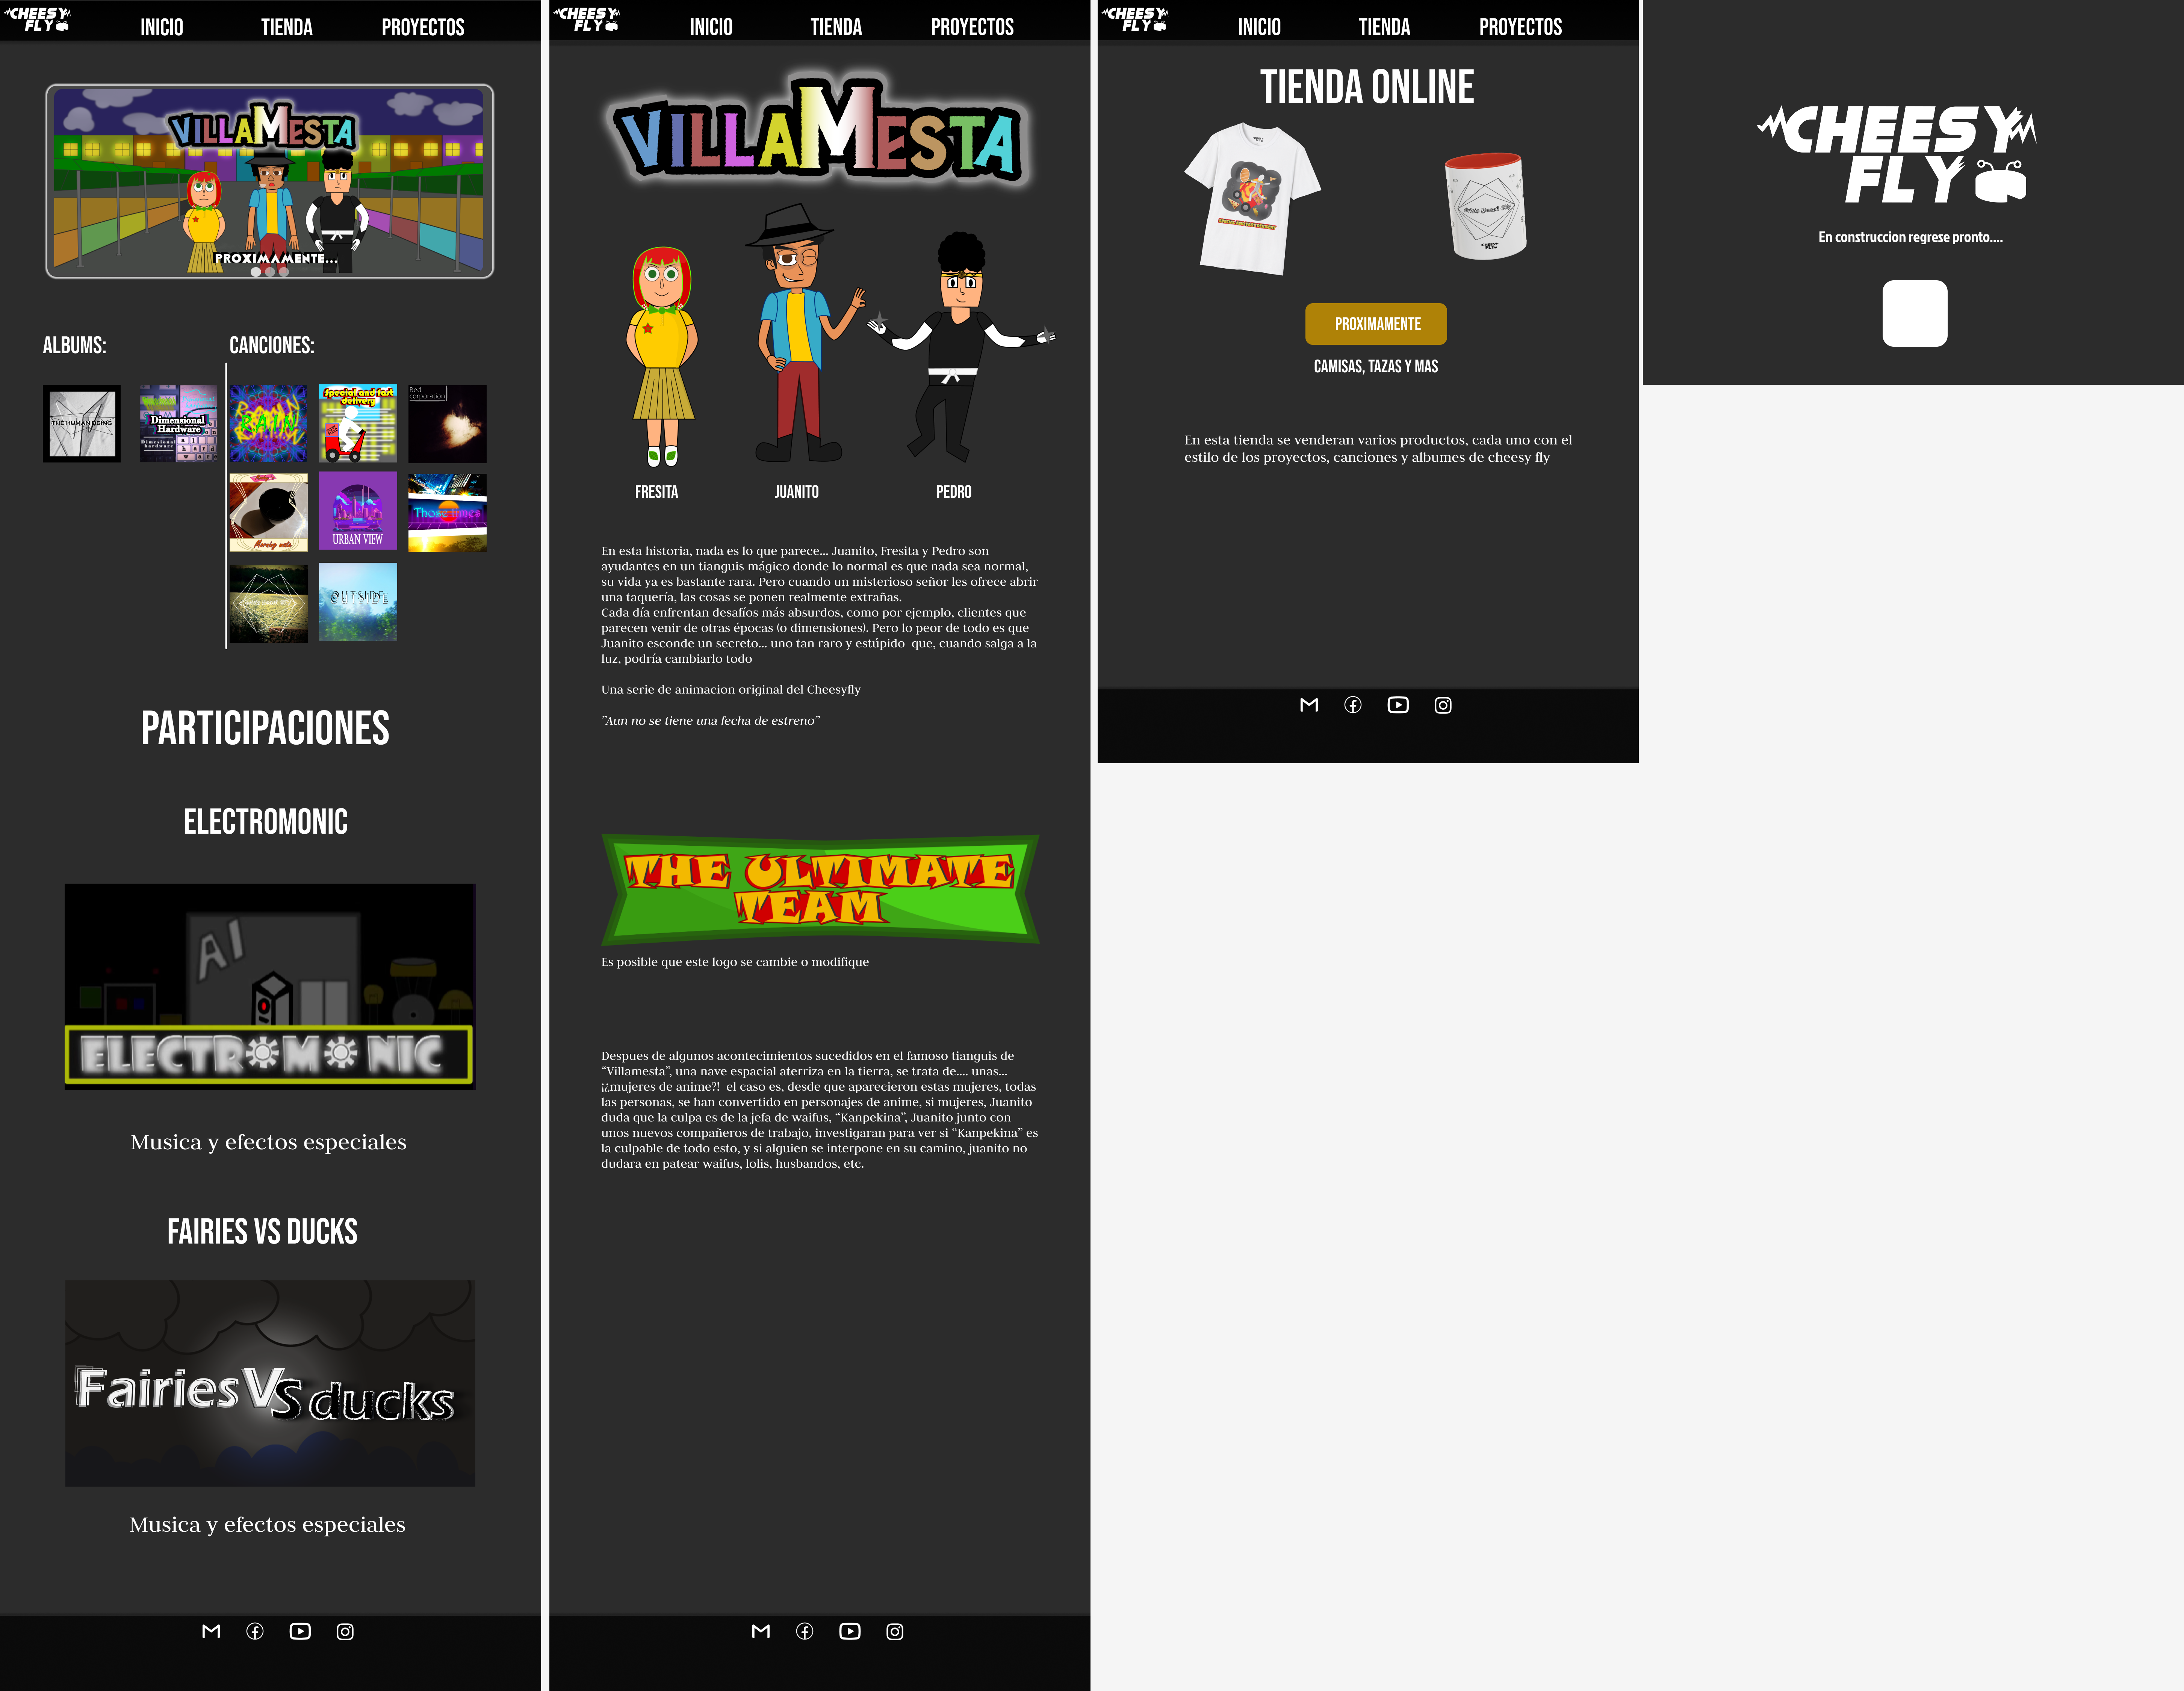 CHEESY
FLY
INICIO
TIENDA
PROYECTOS
VILLAMESTA
PROXIMAMENTE...
ALBUMS:
CANCIONES:
THE HUMAN BEING
Dimensional
Hardware
Dimensional
hardware
RAIN
Special and fast
delivery
Bed
corporation
URBAN VIEW
Those times
OUTSIDE
PARTICIPACIONES
ELECTROMONIC
AI
ELECTROMONIC
Musica y efectos especiales
FAIRIES VS DUCKS
Fairies Vs ducks
Musica y efectos especiales
CHEESY
FLY
INICIO
TIENDA
PROYECTOS
VILLAMESTA
FRESITA
JUANITO
PEDRO
En esta historia, nada es lo que parece... Juanito, Fresita y Pedro son
ayudantes en un tianguis mágico donde lo normal es que nada sea normal,
su vida ya es bastante rara. Pero cuando un misterioso señor les ofrece abrir
una taquería, las cosas se ponen realmente extrañas.
Cada día enfrentan desafíos más absurdos, como por ejemplo, clientes que
parecen venir de otras épocas (o dimensiones). Pero lo peor de todo es que
Juanito esconde un secreto... uno tan raro y estúpido  que, cuando salga a la
luz, podría cambiarlo todo
Una serie de animacion original del Cheesyfly
"Aun no se tiene una fecha de estreno"
THE ULTIMATE
TEAM
Es posible que este logo se cambie o modifique
Despues de algunos acontecimientos sucedidos en el famoso tianguis de
“Villamesta”, una nave espacial aterriza en la tierra, se trata de.... unas...
¡¿mujeres de anime?!  el caso es, desde que aparecieron estas mujeres, todas
las personas, se han convertido en personajes de anime, si mujeres, Juanito
duda que la culpa es de la jefa de waifus, “Kanpekina”, Juanito junto con
unos nuevos compañeros de trabajo, investigaran para ver si “Kanpekina” es
la culpable de todo esto, y si alguien se interpone en su camino, juanito no
dudara en patear waifus, lolis, husbandos, etc.
CHEESY
FLY
INICIO
TIENDA
PROYECTOS
TIENDA ONLINE
CHEESY
FLY
PROXIMAMENTE
CAMISAS, TAZAS Y MAS
En esta tienda se venderan varios productos, cada uno con el
estilo de los proyectos, canciones y albumes de cheesy fly
CHEESY
FLY
En construccion regrese pronto....